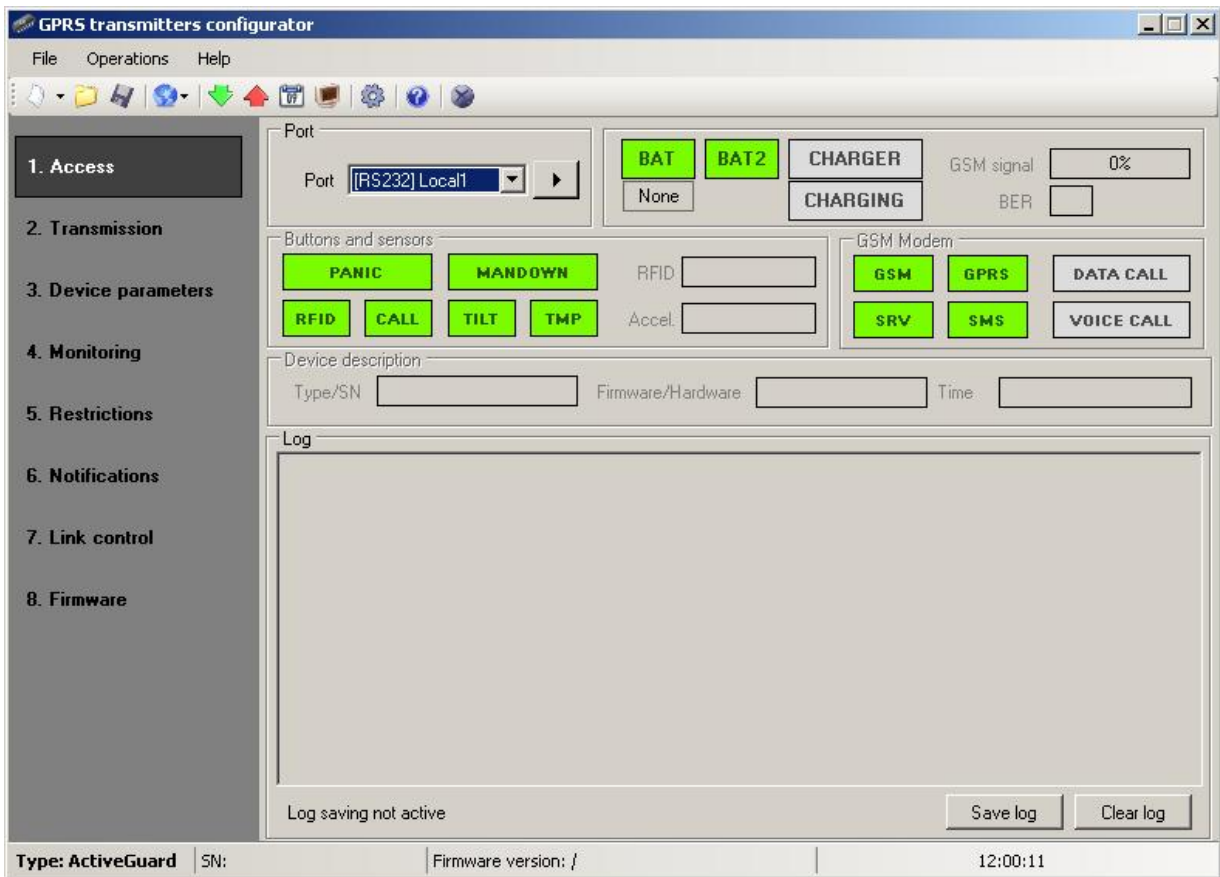 GPRS transmitters configurator
File Operations Help
Port
Port [RS232] Local1
BAT BAT2 CHARGER GSM signal 0%
None CHARGING BER
1. Access
2. Transmission
3. Device parameters
4. Monitoring
5. Restrictions
6. Notifications
7. Link control
8. Firmware
Buttons and sensors
PANIC MANDOWN RFID
RFID CALL TILT TMP Accel.
GSM Modem
GSM GPRS DATA CALL
SRV SMS VOICE CALL
Device description
Type/SN Firmware/Hardware Time
Log
Log saving not active Save log Clear log
Type: ActiveGuard SN: Firmware version: / 12:00:11